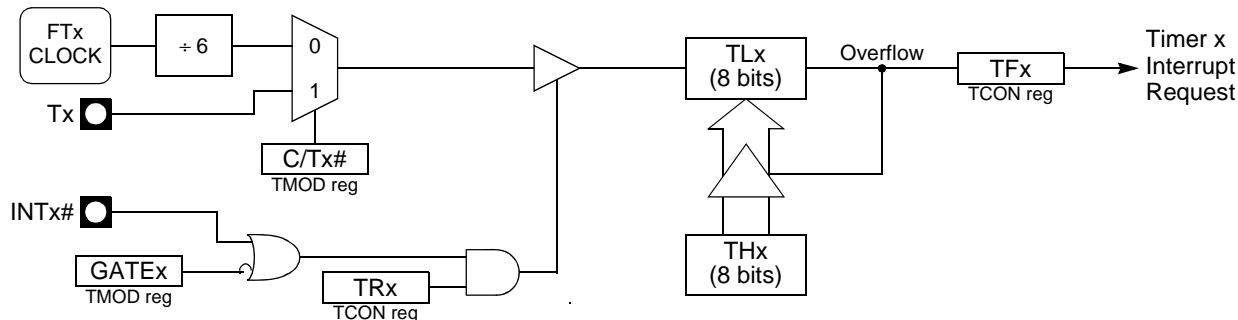 FTx
CLOCK
÷ 6
0
1
Tx
C/Tx#
TMOD reg
INTx#
GATEx
TMOD reg
TRx
TCON reg
TLx
(8 bits)
THx
(8 bits)
Overflow
TFx
TCON reg
Timer x
Interrupt
Request